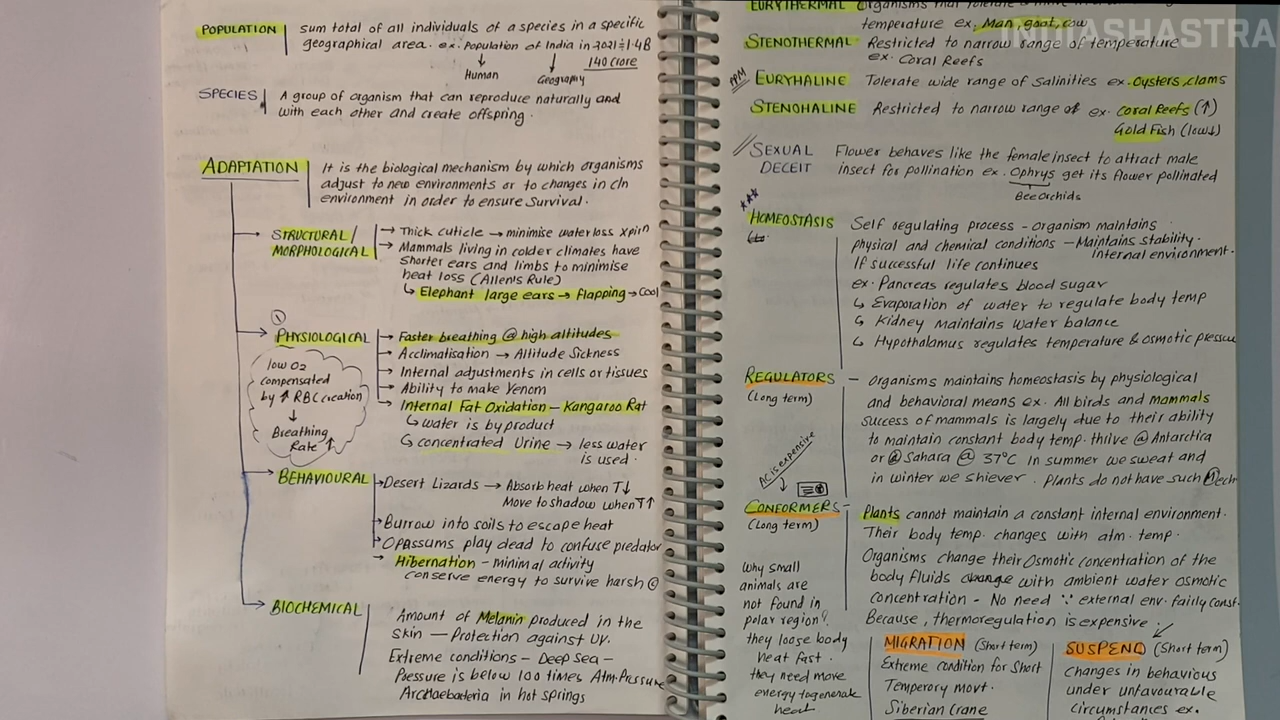 POPULATION
sum total of all individuals of a species in a specific
geographical area. ex. Population of India in 2021 ≈ 1.4B
Human
Geography
140 crore
SPECIES
A group of organism that can reproduce naturally and
with each other and create offspring.
ADAPTATION
It is the biological mechanism by which organisms
adjust to new environments or to changes in
environment in order to ensure Survival.
STRUCTURAL/
MORPHOLOGICAL
→ Thick cuticle → minimise water loss
→ Mammals living in colder climates have
Shorter ears and limbs to minimise
heat loss (Allen's Rule)
↳ Elephant large ears → Flapping → Cool
① PHYSIOLOGICAL
low O2
compensated
by ↑ RBC creation
↓
Breathing
Rate ↑
→ Faster breathing @ high altitudes
→ Acclimatisation → Altitude Sickness
→ Internal adjustments in cells or tissues
→ Ability to make Venom
→ Internal Fat Oxidation – Kangaroo Rat
↳ water is by product
↳ concentrated Urine → less water
is used.
BEHAVIOURAL
→ Desert Lizards → Absorb heat when T↓
Move to shadow when T↑
→ Burrow into soils to escape heat
→ Opassums play dead to confuse predator
→ Hibernation – minimal activity
conserve energy to survive harsh
BIOCHEMICAL
Amount of Melanin produced in the
skin — Protection against UV.
Extreme conditions – Deep Sea –
Pressure is below 100 times Atm. Pressure
Archaebacteria in hot springs
INDIASHASTRA
EURYTHERMAL
temperature ex. Man, goat, cow
STENOTHERMAL
Restricted to narrow range of temperature
ex. Coral Reefs
EURYHALINE
Tolerate wide range of Salinities ex. Oysters, clams
STENOHALINE
Restricted to narrow range of ex. Coral Reefs (↑)
Gold Fish (low↓)
SEXUAL
DECEIT
Flower behaves like the female insect to attract male
insect for pollination ex. Ophrys get its flower pollinated
Bee Orchids
HOMEOSTASIS
Self regulating process – organism maintains
physical and chemical conditions – Maintains stability.
Internal environment.
If successful life continues
ex. Pancreas regulates blood sugar
↳ Evaporation of water to regulate body temp
↳ Kidney maintains water balance
↳ Hypothalamus regulates temperature & osmotic pressure
REGULATORS
(Long term)
– Organisms maintains homeostasis by physiological
and behavioral means ex. All birds and mammals
success of mammals is largely due to their ability
to maintain constant body temp. thrive @ Antarctica
or @ Sahara @ 37°C In summer we sweat and
in winter we shiever. Plants do not have such Mech
AC is expensive
CONFORMERS –
(Long term)
Plants cannot maintain a constant internal environment.
Their body temp. changes with atm. temp.
Organisms change their Osmotic concentration of the
body fluids with ambient water osmotic
concentration – No need ∵ external env. fairly const.
Because, thermoregulation is expensive.
Why small
animals are
not found in
polar region?
they loose body
heat fast.
they need more
energy to generate
heat
MIGRATION (Short term)
Extreme condition for Short
Temperory movt.
Siberian Crane
SUSPEND (Short term)
Changes in behaviour
under unfavourable
circumstances ex.